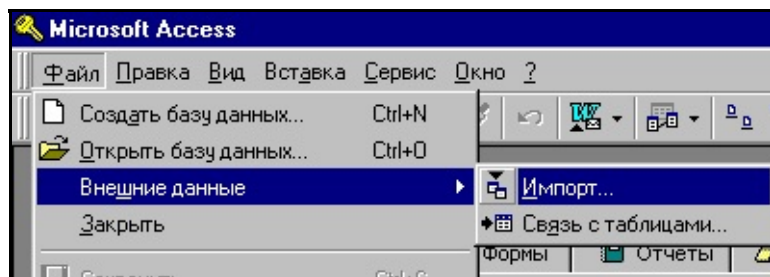 Microsoft Access
Файл Правка Вид Вставка Сервис Окно ?
Создать базу данных... Ctrl+N
Открыть базу данных... Ctrl+O
Внешние данные Импорт...
Закрыть Связь с таблицами...
Формы Отчеты